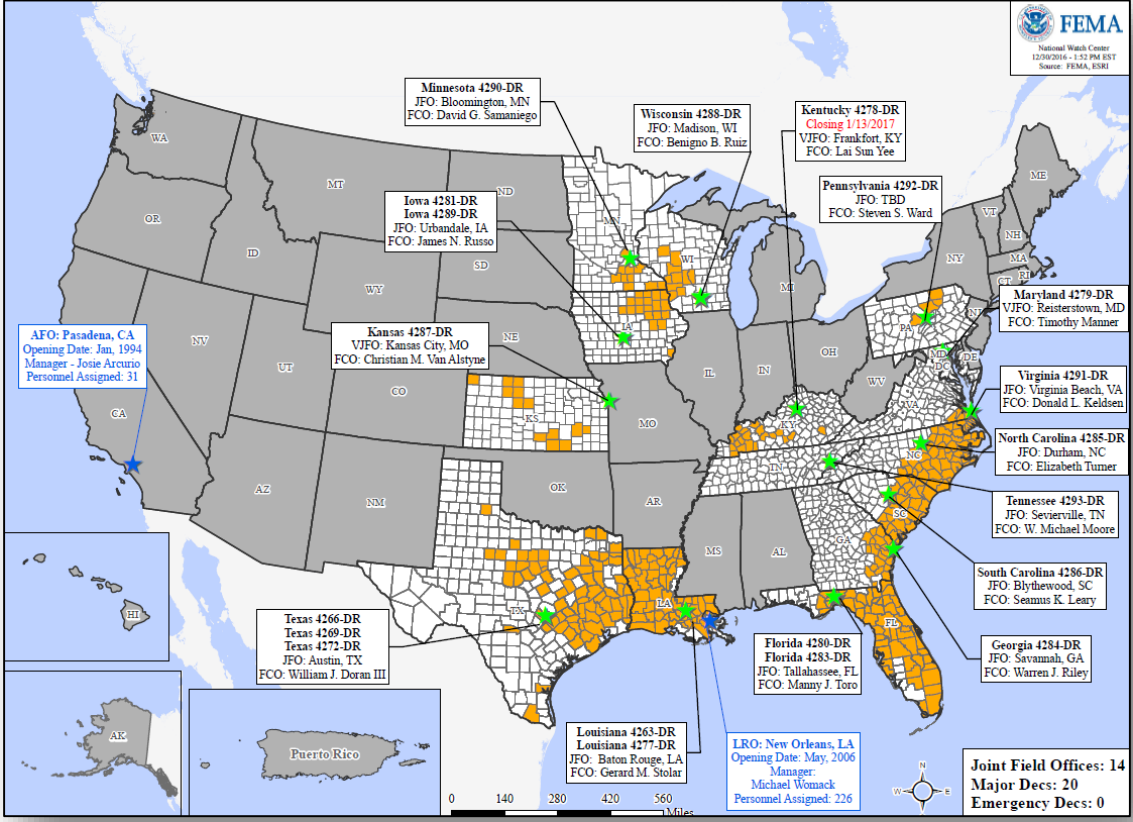 FEMA
National Watch Center
12/30/2016 - 1:52 PM EST
Source: FEMA, ESRI
Minnesota 4290-DR
JFO: Bloomington, MN
FCO: David G. Samaniego
Wisconsin 4288-DR
JFO: Madison, WI
FCO: Benigno B. Ruiz
Kentucky 4278-DR
Closing 1/13/2017
VJFO: Frankfort, KY
FCO: Lai Sun Yee
Pennsylvania 4292-DR
JFO: TBD
FCO: Steven S. Ward
Iowa 4281-DR
Iowa 4289-DR
JFO: Urbandale, IA
FCO: James N. Russo
Maryland 4279-DR
VJFO: Reisterstown, MD
FCO: Timothy Manner
AFO: Pasadena, CA
Opening Date: Jan, 1994
Manager - Josie Arcurio
Personnel Assigned: 31
Kansas 4287-DR
VJFO: Kansas City, MO
FCO: Christian M. Van Alstyne
Virginia 4291-DR
JFO: Virginia Beach, VA
FCO: Donald L. Keldsen
North Carolina 4285-DR
JFO: Durham, NC
FCO: Elizabeth Turner
Tennessee 4293-DR
JFO: Sevierville, TN
FCO: W. Michael Moore
South Carolina 4286-DR
JFO: Blythewood, SC
FCO: Seamus K. Leary
Texas 4266-DR
Texas 4269-DR
Texas 4272-DR
JFO: Austin, TX
FCO: William J. Doran III
Florida 4280-DR
Florida 4283-DR
JFO: Tallahassee, FL
FCO: Manny J. Toro
Georgia 4284-DR
JFO: Savannah, GA
FCO: Warren J. Riley
Louisiana 4263-DR
Louisiana 4277-DR
JFO: Baton Rouge, LA
FCO: Gerard M. Stolar
LRO: New Orleans, LA
Opening Date: May, 2006
Manager:
Michael Womack
Personnel Assigned: 226
Joint Field Offices: 14
Major Decs: 20
Emergency Decs: 0
WA
MT
ND
MN
ME
OR
ID
SD
WI
MI
VT
NH
NY
MA
CT
RI
WY
NV
UT
CO
NE
IA
IL
IN
OH
PA
NJ
MD
DE
DC
WV
VA
CA
KS
MO
KY
AZ
NM
OK
AR
TN
NC
SC
TX
LA
MS
AL
GA
FL
HI
AK
Puerto Rico
N
W
E
S
0 140 280 420 560
Miles